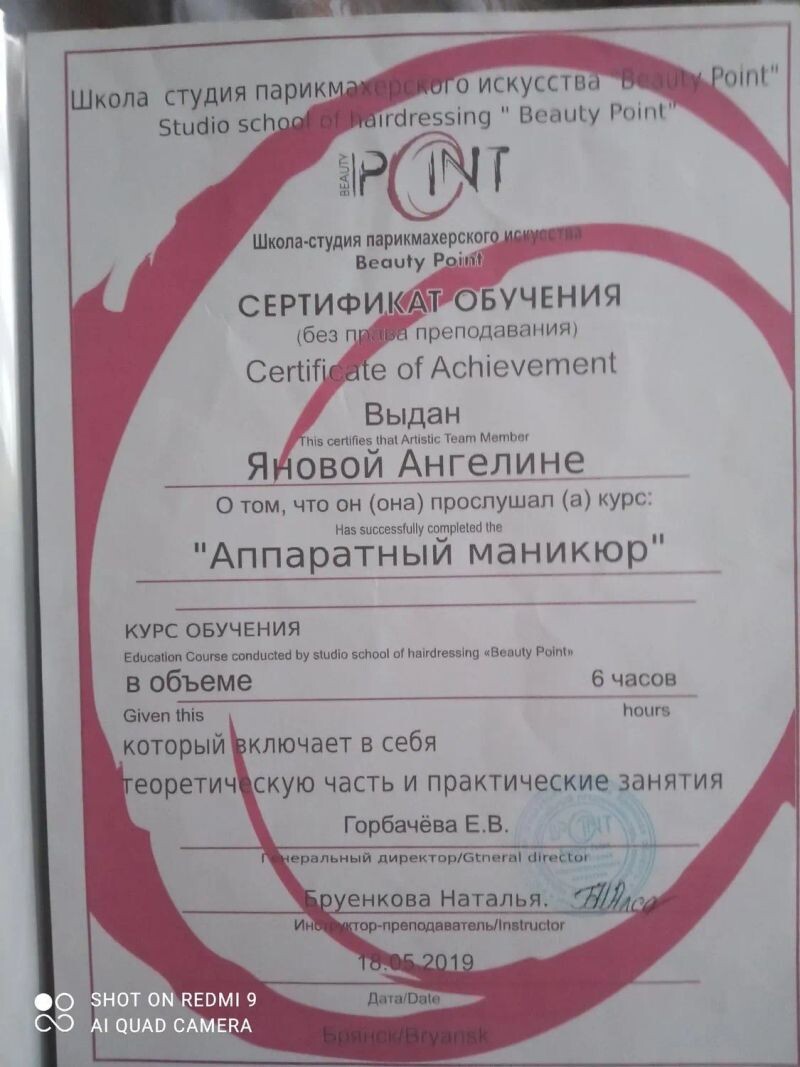 Школа студия парикмахерского искусства "Beauty Point"
Studio school of hairdressing " Beauty Point"
BEAUTY POINT
Школа-студия парикмахерского искусства
Beauty Point
СЕРТИФИКАТ ОБУЧЕНИЯ
(без права преподавания)
Certificate of Achievement
Выдан
This certifies that Artistic Team Member
Яновой Ангелине
О том, что он (она) прослушал (а) курс:
Has successfully completed the
"Аппаратный маникюр"
КУРС ОБУЧЕНИЯ
Education Course conducted by studio school of hairdressing «Beauty Point»
в объеме 6 часов
Given this hours
который включает в себя
теоретическую часть и практические занятия
Горбачёва Е.В.
Генеральный директор/Gtneral director
Бруенкова Наталья.
Инструктор-преподаватель/Instructor
18.05.2019
Дата/Date
Брянск/Bryansk
SHOT ON REDMI 9
AI QUAD CAMERA